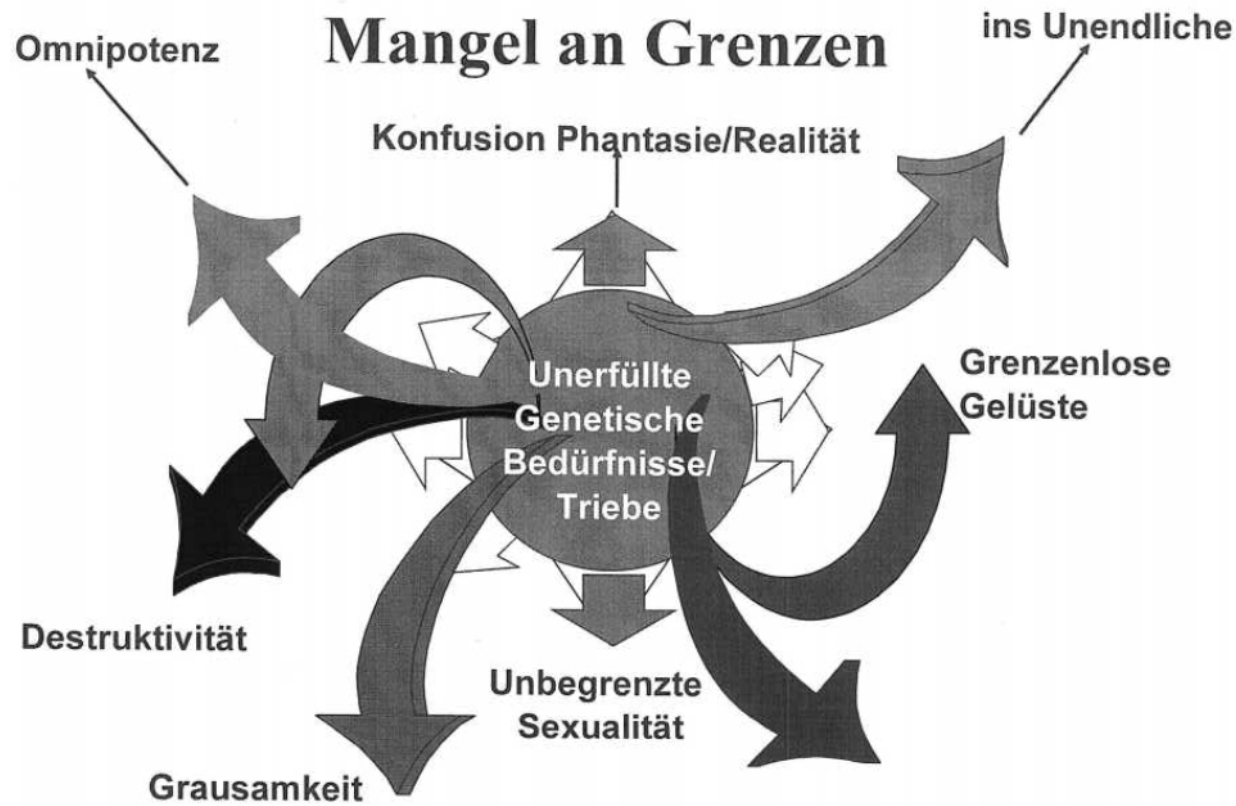 Mangel an Grenzen
Omnipotenz
ins Unendliche
Konfusion Phantasie/Realität
Unerfüllte
Genetische
Bedürfnisse/
Triebe
Grenzenlose
Gelüste
Destruktivität
Unbegrenzte
Sexualität
Grausamkeit